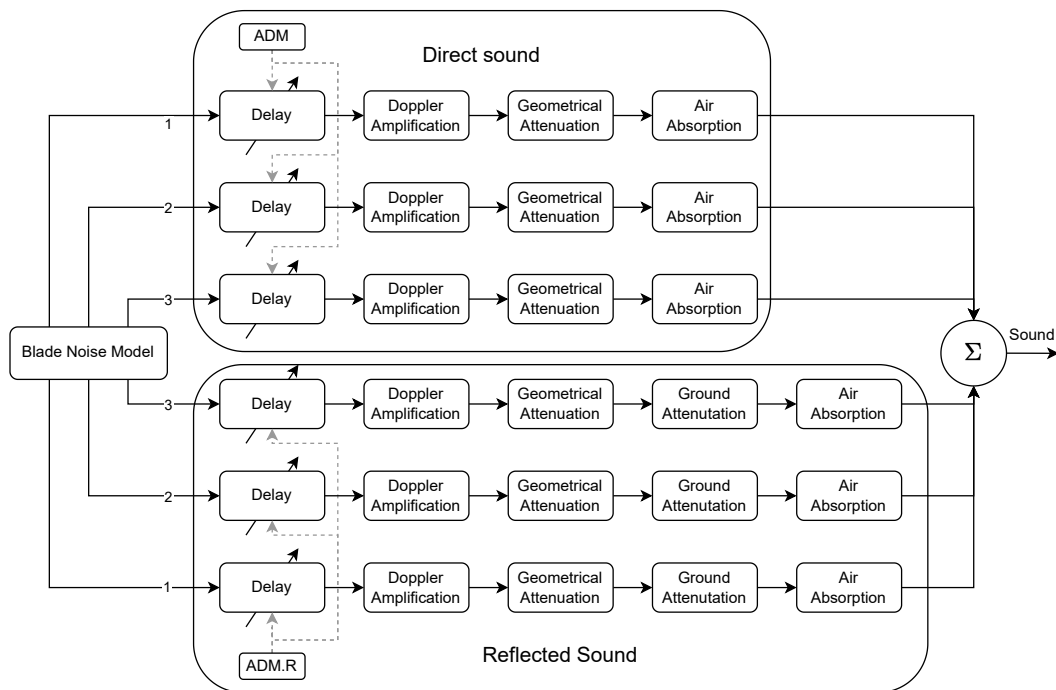 ADM
Direct sound
1
Delay
Doppler
Amplification
Geometrical
Attenuation
Air
Absorption
2
Delay
Doppler
Amplification
Geometrical
Attenuation
Air
Absorption
3
Delay
Doppler
Amplification
Geometrical
Attenuation
Air
Absorption
Blade Noise Model
Σ
Sound
3
Delay
Doppler
Amplification
Geometrical
Attenuation
Ground
Attenutation
Air
Absorption
2
Delay
Doppler
Amplification
Geometrical
Attenuation
Ground
Attenutation
Air
Absorption
1
Delay
Doppler
Amplification
Geometrical
Attenuation
Ground
Attenutation
Air
Absorption
ADM.R
Reflected Sound